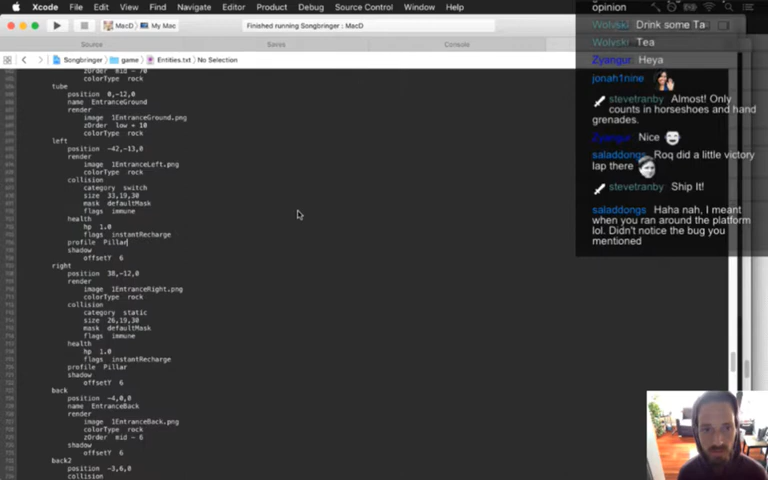 Xcode File Edit View Find Navigate Editor Product Debug Source Control Window Help
opinion
MacD My Mac
Finished running Songbringer : MacD
Wolvski Drink some Ta
Source Saves Console
Wolvski Tea
Songbringer game Entities.txt No Selection
Zyangur: Heya
jonah1nine
stevetranby Almost! Only
counts in horseshoes and hand
grenades.
Zyangur: Nice
saladdongs: Roq did a little victory
lap there
stevetranby Ship It!
saladdongs: Haha nah, I meant
when you ran around the platform
lol. Didn't notice the bug you
mentioned
zOrder mid - 70
colorType rock
tube
position 0,-12,0
name EntranceGround
render
image 1EntranceGround.png
zOrder low + 10
colorType rock
left
position -42,-13,0
render
image 1EntranceLeft.png
colorType rock
collision
category switch
size 33,19,30
mask defaultMask
flags immune
health
hp 1.0
flags instantRecharge
profile Pillar
shadow
offsetY 6
right
position 38,-12,0
render
image 1EntranceRight.png
colorType rock
collision
category static
size 26,19,30
mask defaultMask
flags immune
health
hp 1.0
flags instantRecharge
profile Pillar
shadow
offsetY 6
back
position -4,0,0
name EntranceBack
render
image 1EntranceBack.png
colorType rock
zOrder mid - 6
shadow
offsetY 6
back2
position -3,6,0
collision